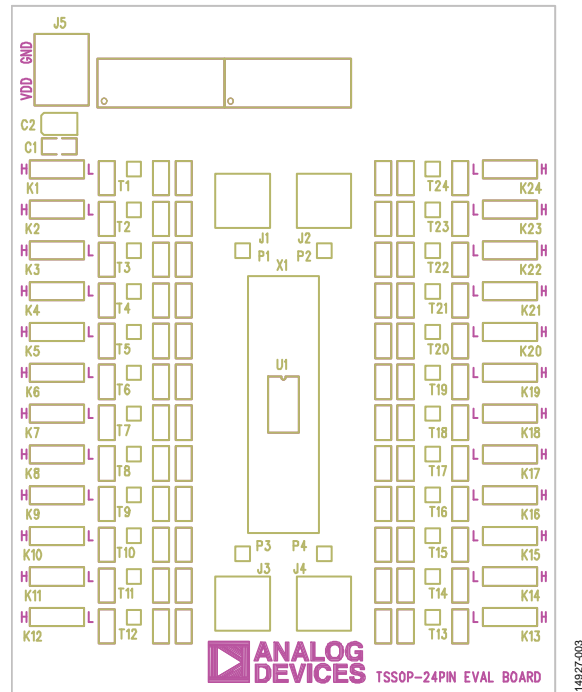 J5
GND
VDD
C2
C1
H L T1 T24 L H
K1 K24
H L T2 T23 L H
K2 J1 J2 K23
H L T3 P1 P2 T22 L H
K3 X1 K22
H L T4 T21 L H
K4 K21
H L T5 T20 L H
K5 K20
H L T6 U1 T19 L H
K6 K19
H L T7 T18 L H
K7 K18
H L T8 T17 L H
K8 K17
H L T9 T16 L H
K9 K16
H L T10 P3 P4 T15 L H
K10 K15
J3 J4
H L T11 T14 L H
K11 K14
H L T12 T13 L H
K12 K13
ANALOG
DEVICES TSSOP-24PIN EVAL BOARD
14927-003